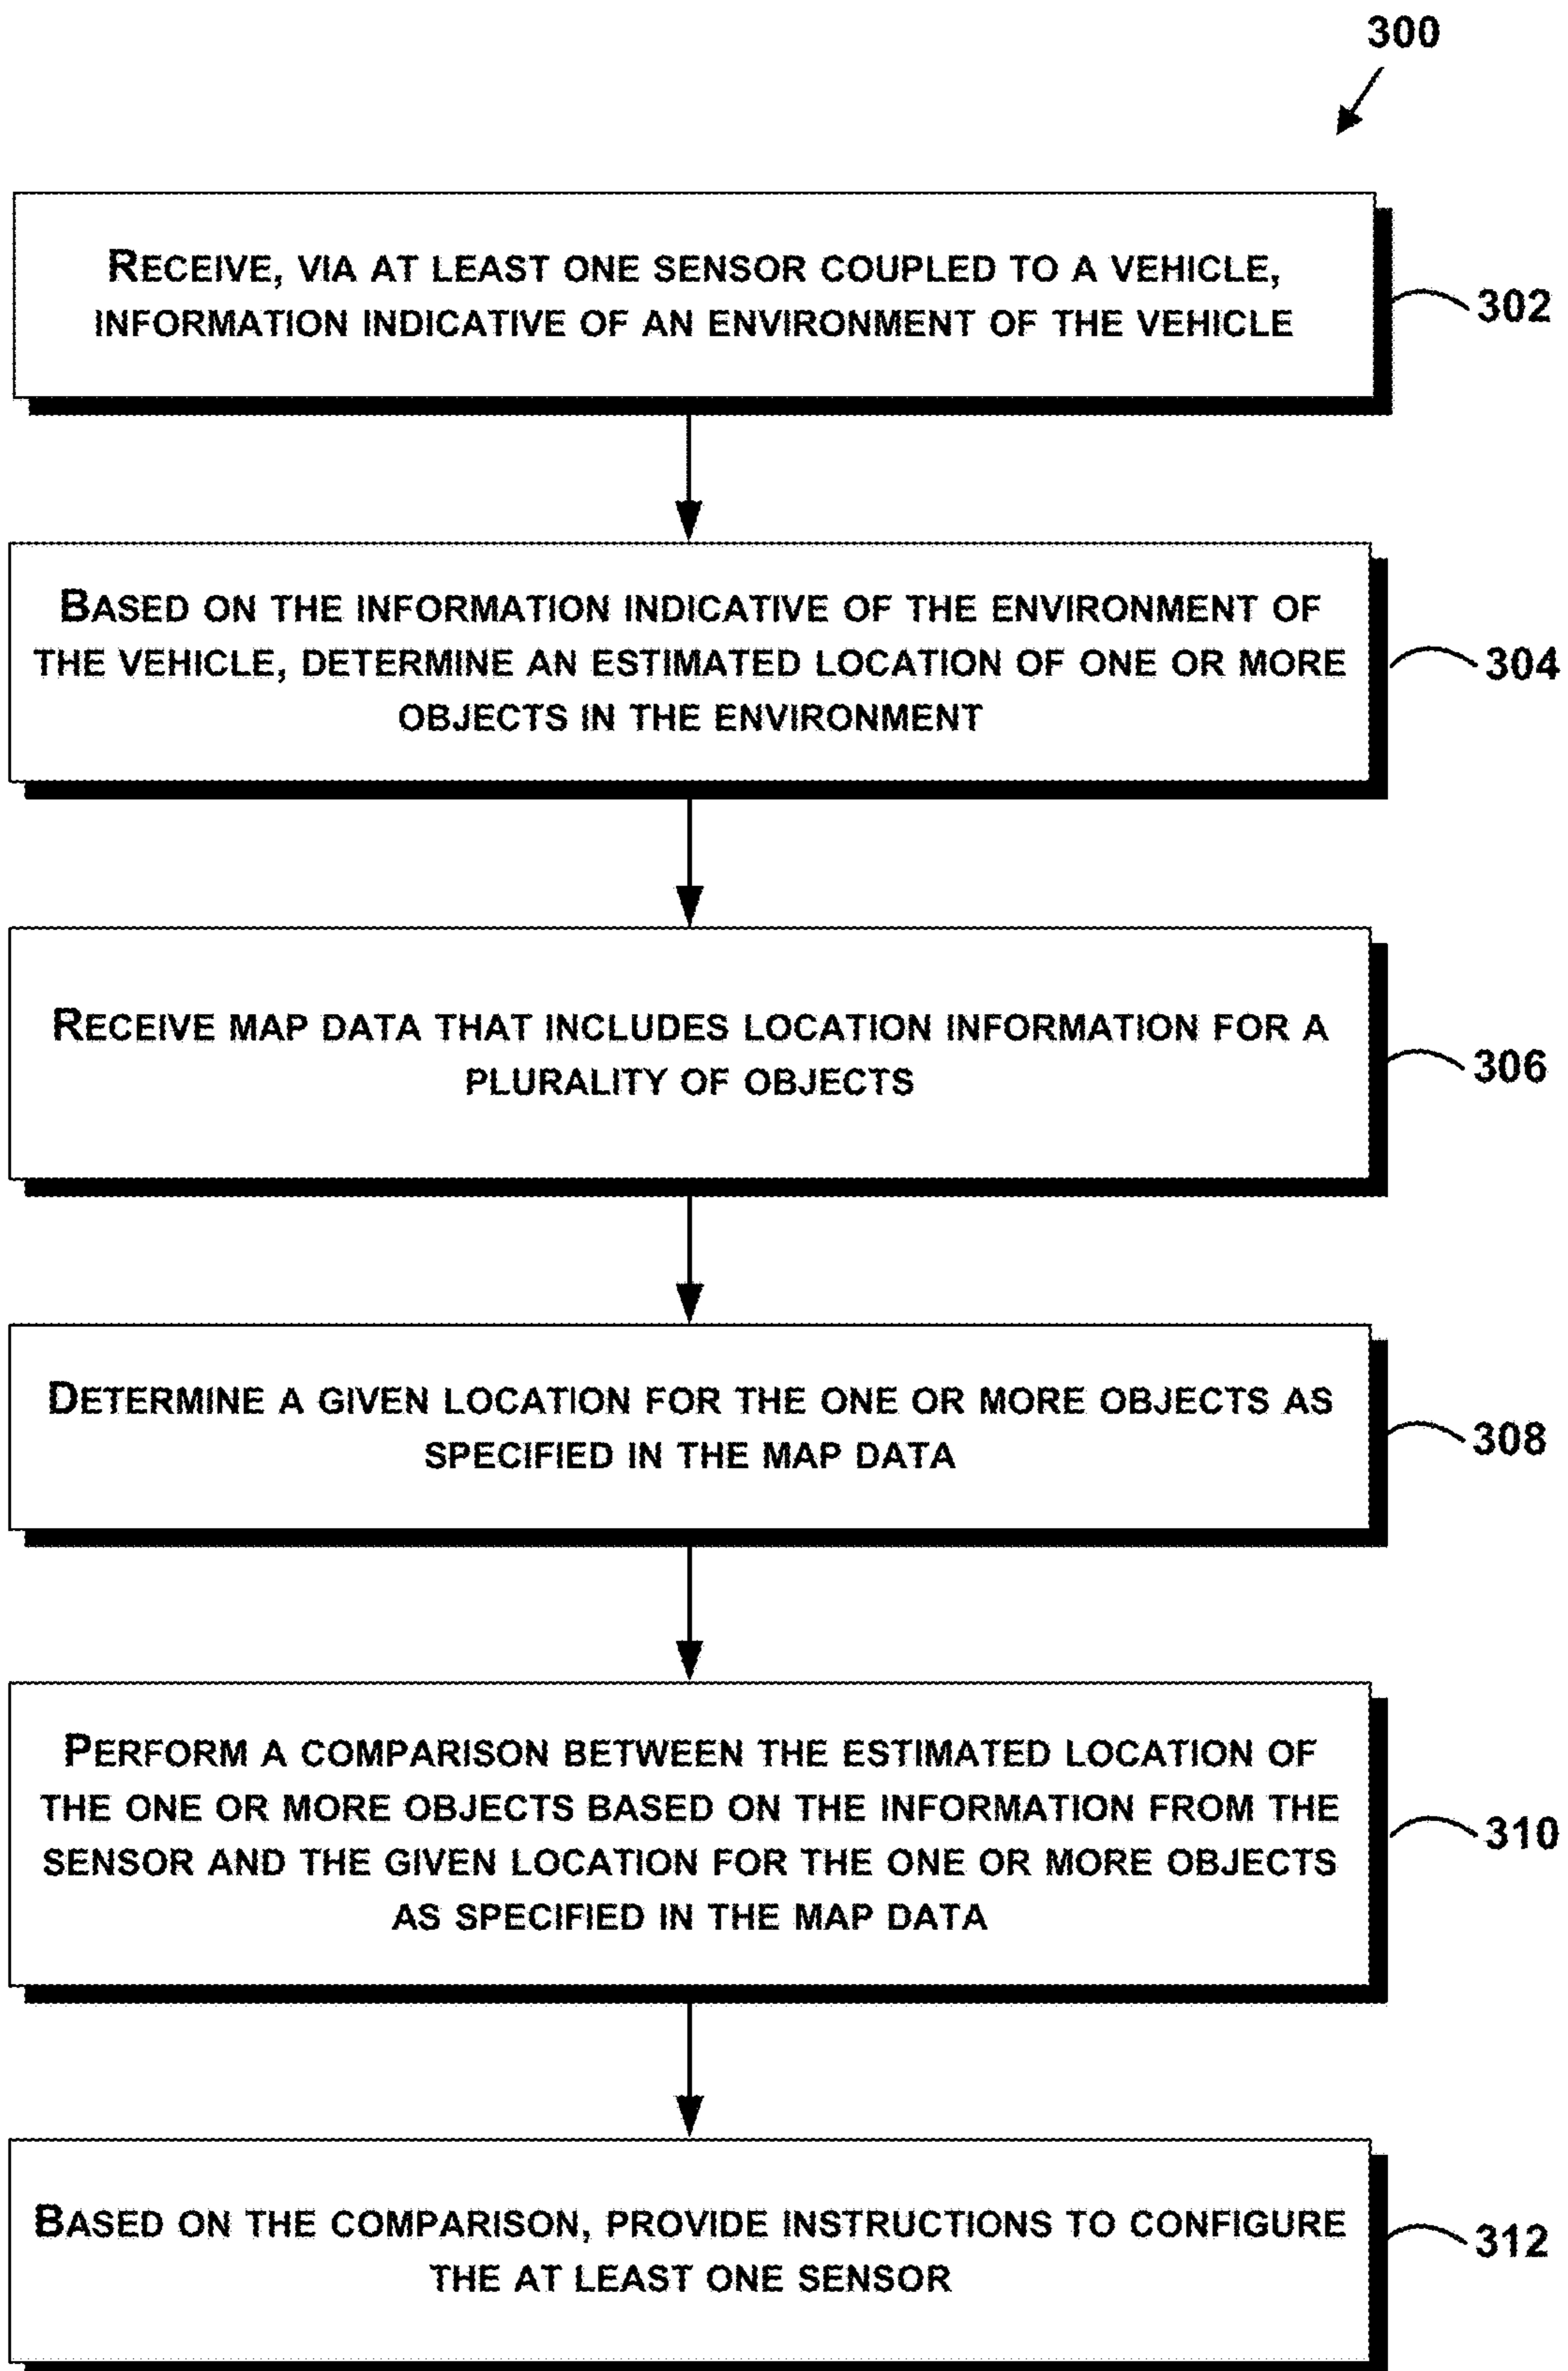 300
RECEIVE, VIA AT LEAST ONE SENSOR COUPLED TO A VEHICLE,
INFORMATION INDICATIVE OF AN ENVIRONMENT OF THE VEHICLE
302
BASED ON THE INFORMATION INDICATIVE OF THE ENVIRONMENT OF
THE VEHICLE, DETERMINE AN ESTIMATED LOCATION OF ONE OR MORE
OBJECTS IN THE ENVIRONMENT
304
RECEIVE MAP DATA THAT INCLUDES LOCATION INFORMATION FOR A
PLURALITY OF OBJECTS
306
DETERMINE A GIVEN LOCATION FOR THE ONE OR MORE OBJECTS AS
SPECIFIED IN THE MAP DATA
308
PERFORM A COMPARISON BETWEEN THE ESTIMATED LOCATION OF
THE ONE OR MORE OBJECTS BASED ON THE INFORMATION FROM THE
SENSOR AND THE GIVEN LOCATION FOR THE ONE OR MORE OBJECTS
AS SPECIFIED IN THE MAP DATA
310
BASED ON THE COMPARISON, PROVIDE INSTRUCTIONS TO CONFIGURE
THE AT LEAST ONE SENSOR
312